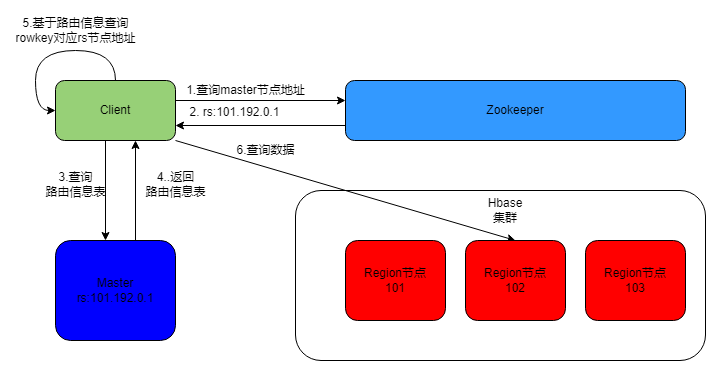 5.基于路由信息查询
rowkey对应rs节点地址
Client
1.查询master节点地址
2. rs:101.192.0.1
Zookeeper
6.查询数据
3.查询
路由信息表
4..返回
路由信息表
Hbase
集群
Master
rs:101.192.0.1
Region节点
101
Region节点
102
Region节点
103